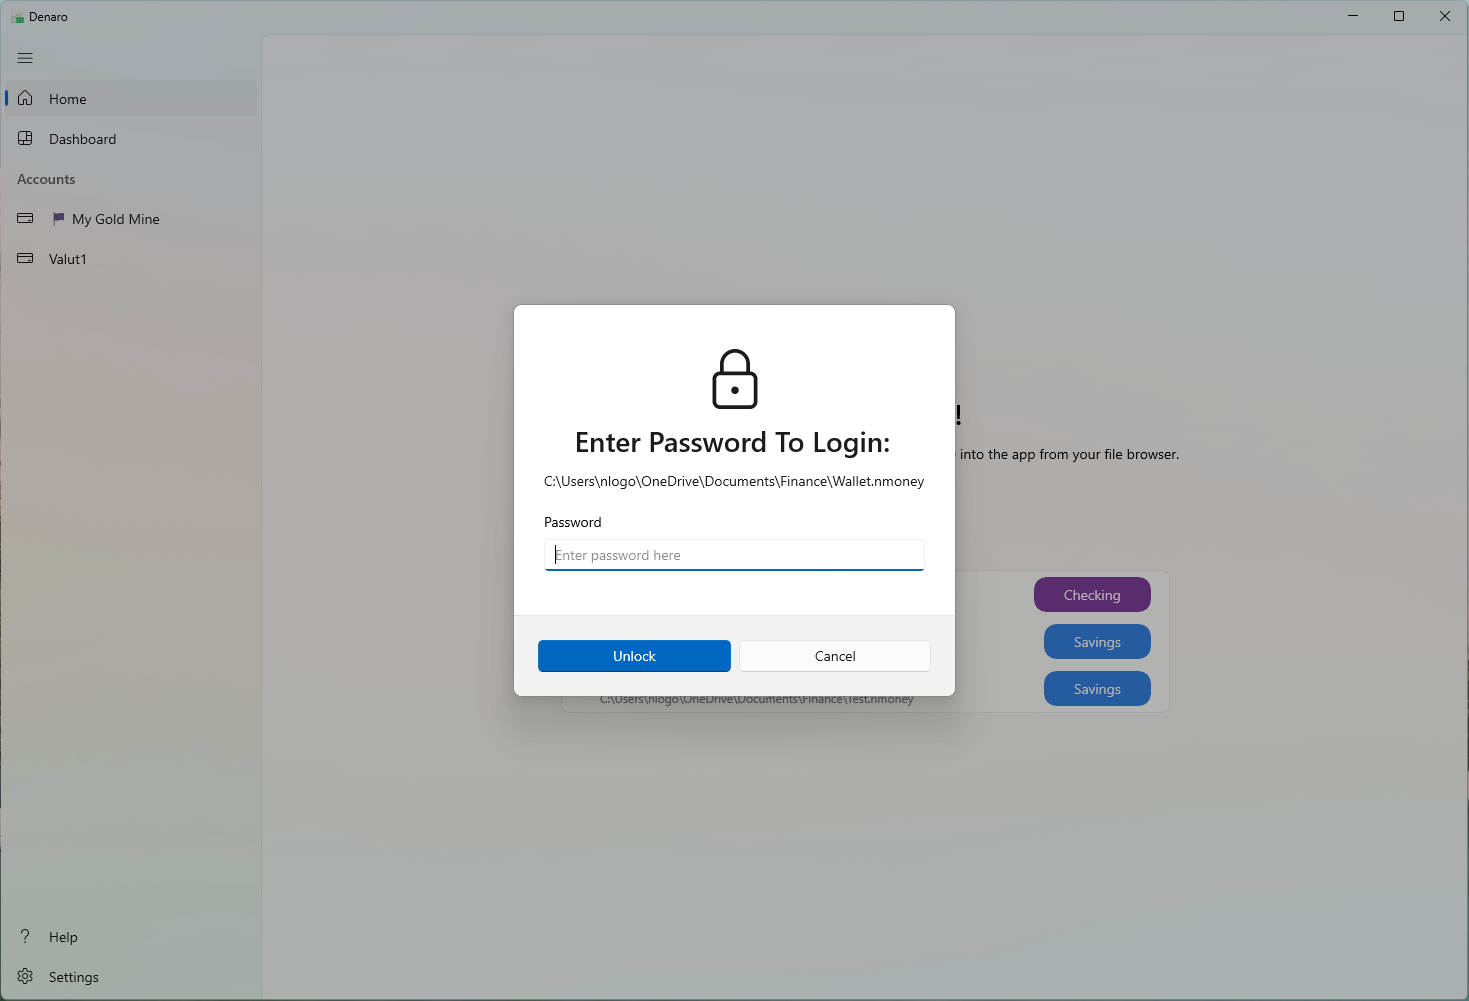 Denaro
Home
Dashboard
Accounts
My Gold Mine
Valut1
!
into the app from your file browser.
Enter Password To Login:
C:\Users\nlogo\OneDrive\Documents\Finance\Wallet.nmoney
Password
Enter password here
Unlock
Cancel
Checking
Savings
Savings
C:\Users\nlogo\OneDrive\Documents\Finance\Test.nmoney
Help
Settings